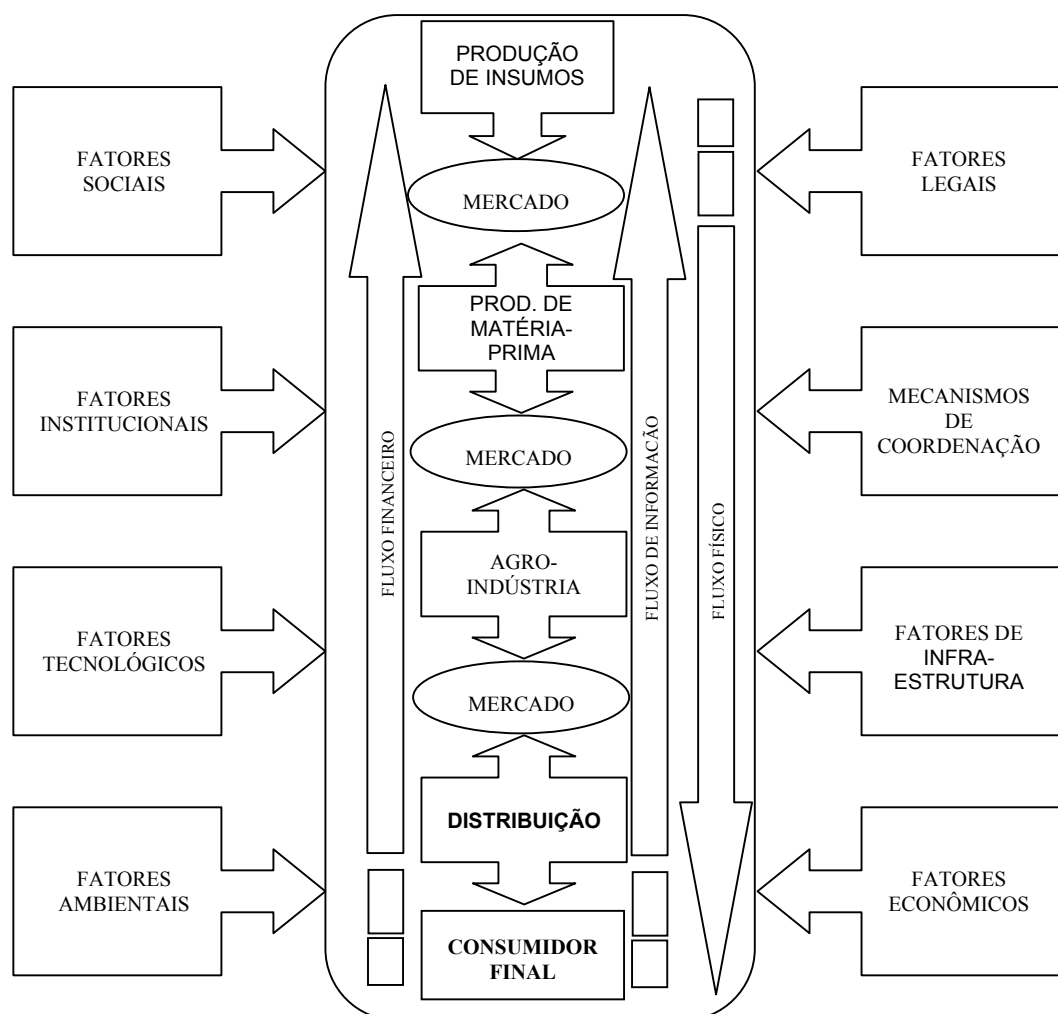 PRODUÇÃO
DE INSUMOS
MERCADO
PROD. DE
MATÉRIA-
PRIMA
MERCADO
AGRO-
INDÚSTRIA
MERCADO
DISTRIBUIÇÃO
CONSUMIDOR
FINAL
FLUXO FINANCEIRO
FLUXO DE INFORMACÃO
FLUXO FÍSICO
FATORES
SOCIAIS
FATORES
INSTITUCIONAIS
FATORES
TECNOLÓGICOS
FATORES
AMBIENTAIS
FATORES
LEGAIS
MECANISMOS
DE
COORDENAÇÃO
FATORES DE
INFRA-
ESTRUTURA
FATORES
ECONÔMICOS